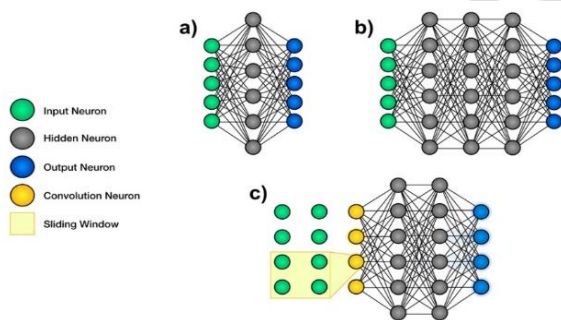 a)
b)
Input Neuron
Hidden Neuron
Output Neuron
Convolution Neuron
Sliding Window
c)